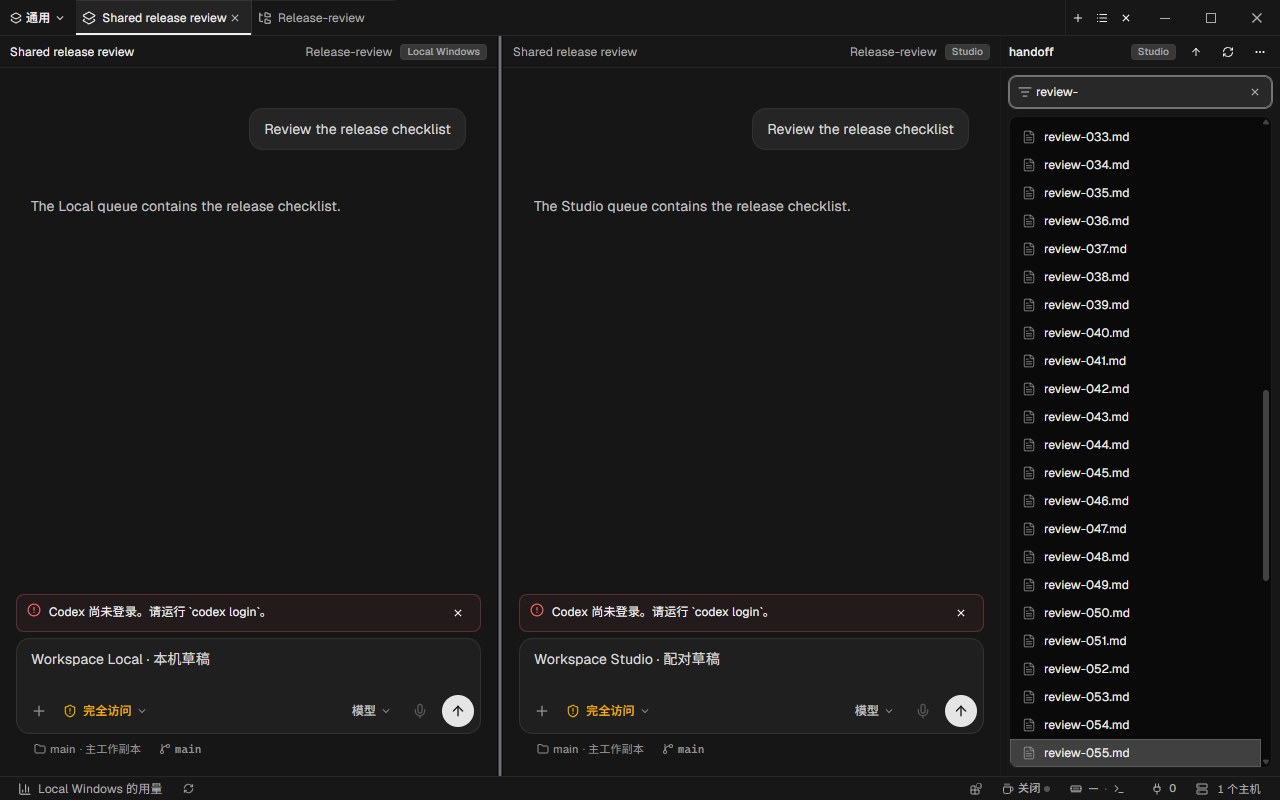 通用
Shared release review
Release-review
Shared release review
Release-review
Local Windows
Review the release checklist
The Local queue contains the release checklist.
Codex 尚未登录。请运行 `codex login`。
Workspace Local · 本机草稿
完全访问
模型
main · 主工作副本
main
Shared release review
Release-review
Studio
Review the release checklist
The Studio queue contains the release checklist.
Codex 尚未登录。请运行 `codex login`。
Workspace Studio · 配对草稿
完全访问
模型
main · 主工作副本
main
handoff
Studio
review-
review-033.md
review-034.md
review-035.md
review-036.md
review-037.md
review-038.md
review-039.md
review-040.md
review-041.md
review-042.md
review-043.md
review-044.md
review-045.md
review-046.md
review-047.md
review-048.md
review-049.md
review-050.md
review-051.md
review-052.md
review-053.md
review-054.md
review-055.md
Local Windows 的用量
关闭
— ·
0
1 个主机